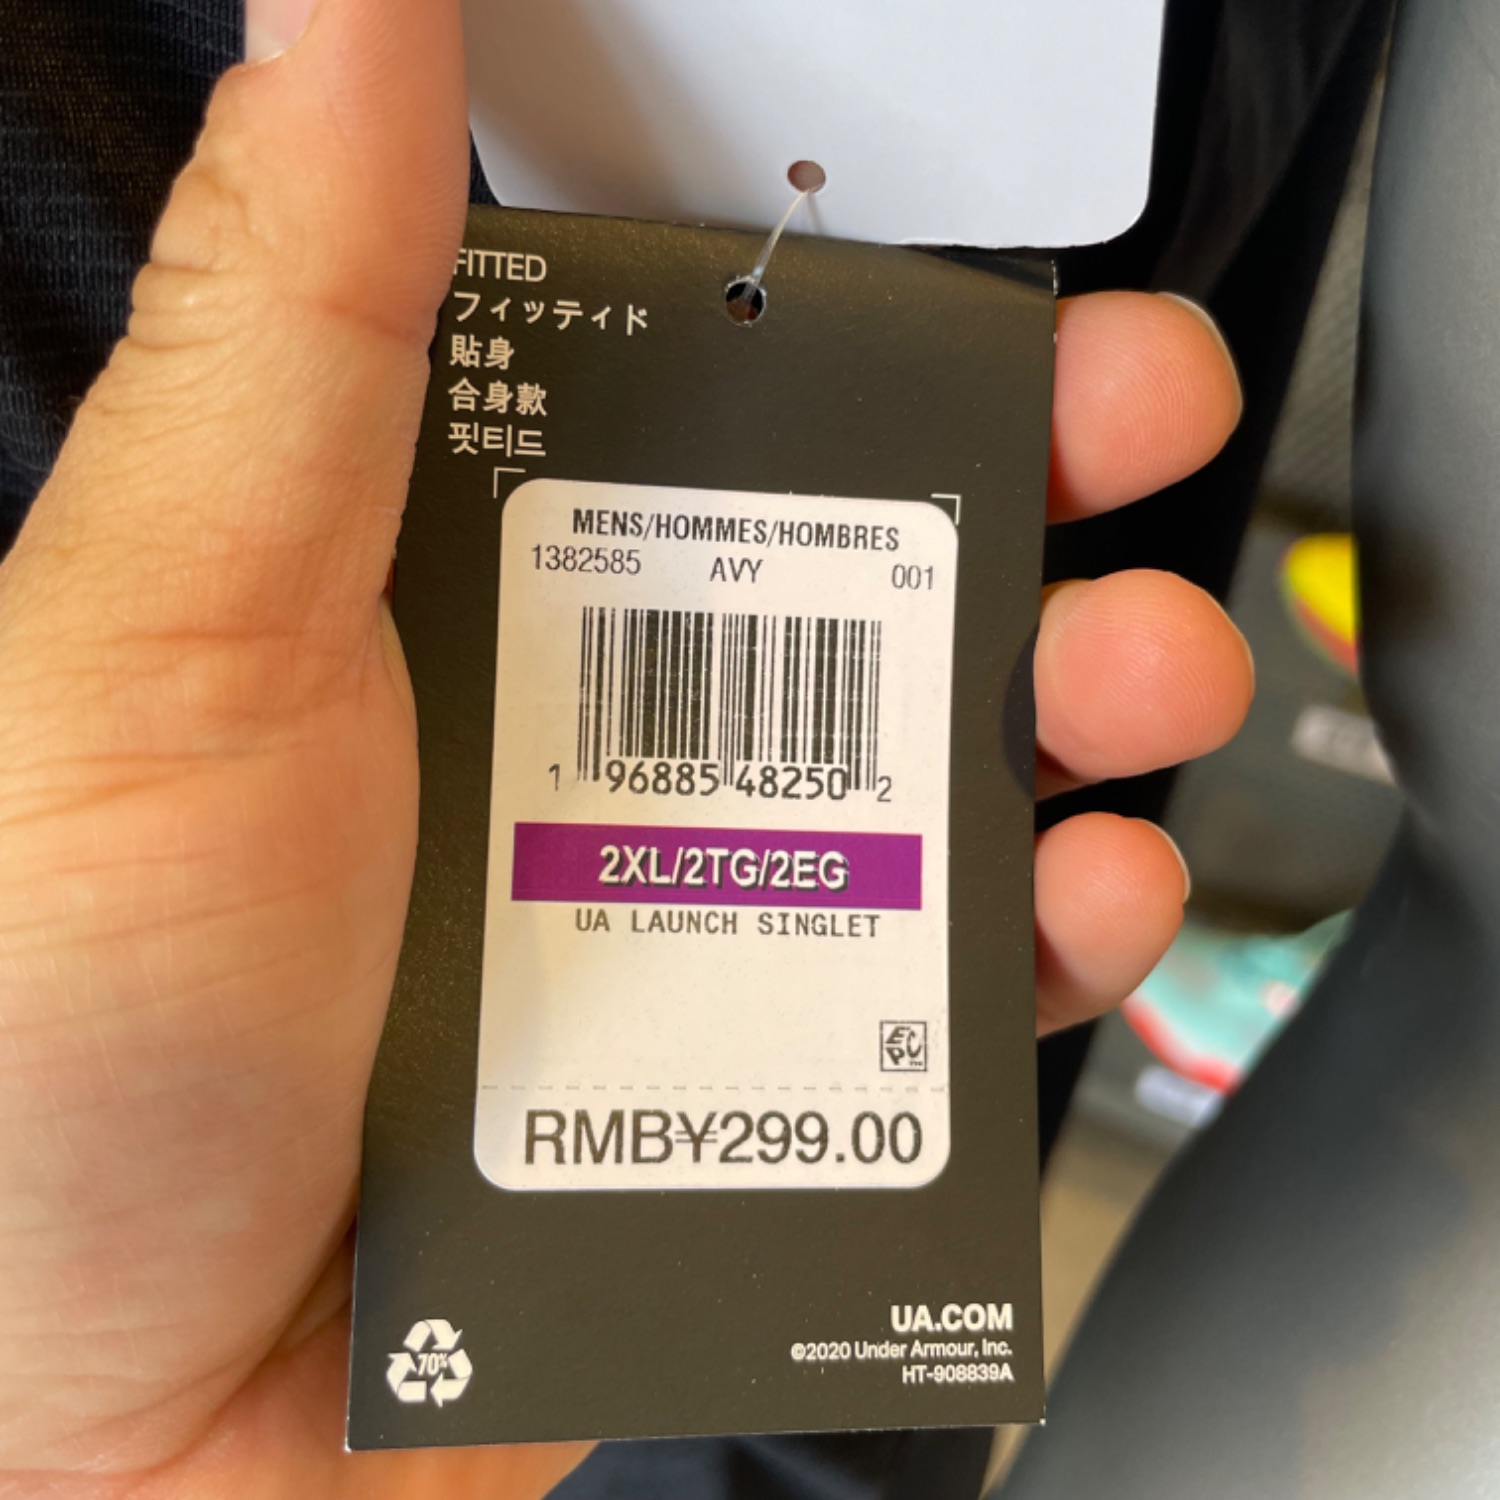 FITTED
フィッティド
貼身
合身款
핏티드
MENS/HOMMES/HOMBRES
1382585 AVY 001
1 96885 48250 2
2XL/2TG/2EG
UA LAUNCH SINGLET
RMB¥299.00
70%
UA.COM
©2020 Under Armour, Inc.
HT-908839A